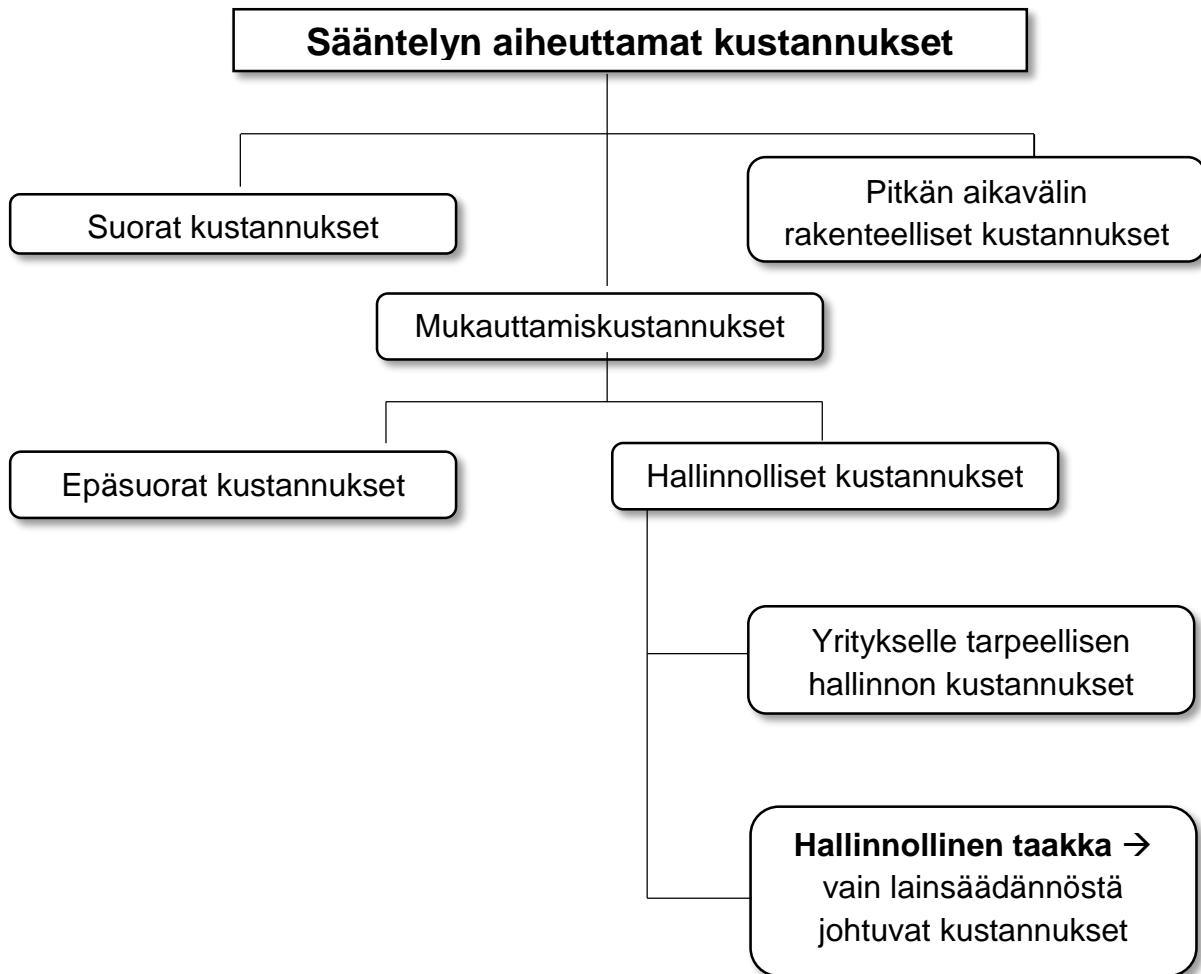 Sääntelyn aiheuttamat kustannukset
Suorat kustannukset
Pitkän aikavälin
rakenteelliset kustannukset
Mukauttamiskustannukset
Epäsuorat kustannukset
Hallinnolliset kustannukset
Yritykselle tarpeellisen
hallinnon kustannukset
Hallinnollinen taakka →
vain lainsäädännöstä
johtuvat kustannukset